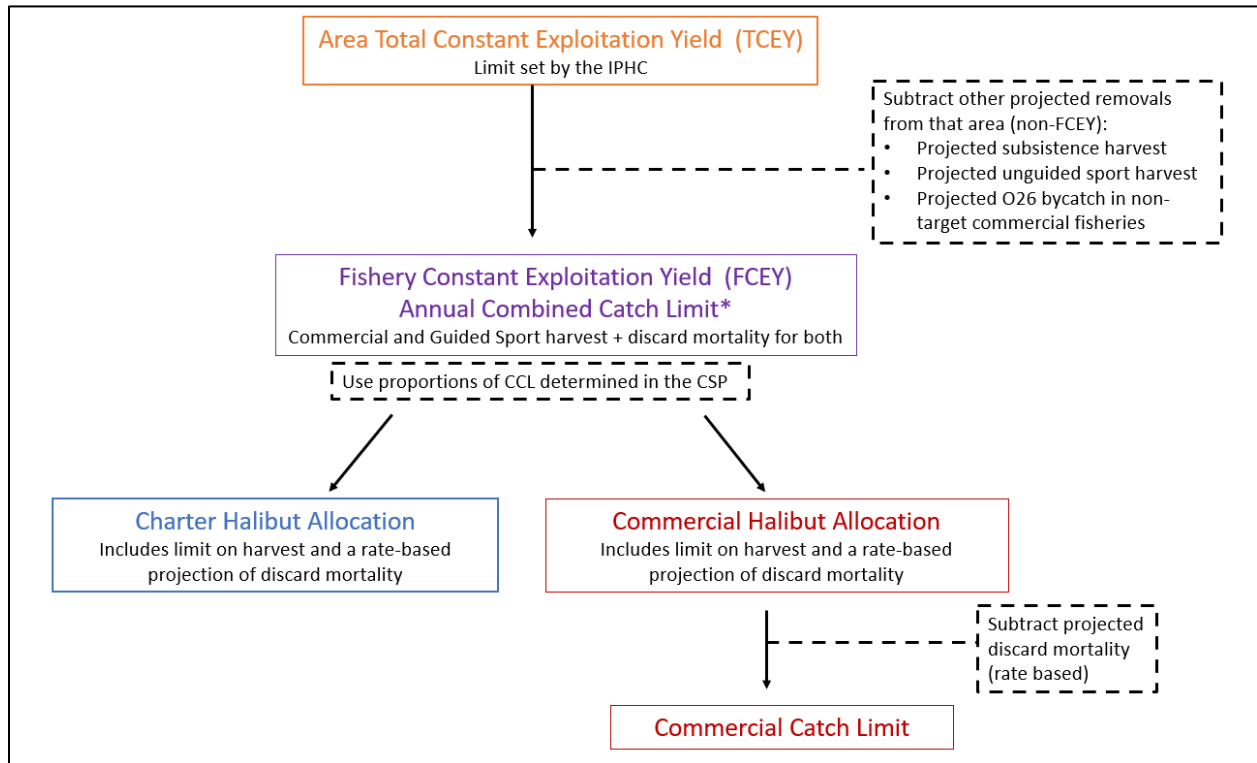 Area Total Constant Exploitation Yield (TCEY)
Limit set by the IPHC
Subtract other projected removals
from that area (non-FCEY):
• Projected subsistence harvest
• Projected unguided sport harvest
• Projected O26 bycatch in non-
target commercial fisheries
Fishery Constant Exploitation Yield (FCEY)
Annual Combined Catch Limit*
Commercial and Guided Sport harvest + discard mortality for both
Use proportions of CCL determined in the CSP
Charter Halibut Allocation
Includes limit on harvest and a rate-based
projection of discard mortality
Commercial Halibut Allocation
Includes limit on harvest and a rate-based
projection of discard mortality
Subtract projected
discard mortality
(rate based)
Commercial Catch Limit